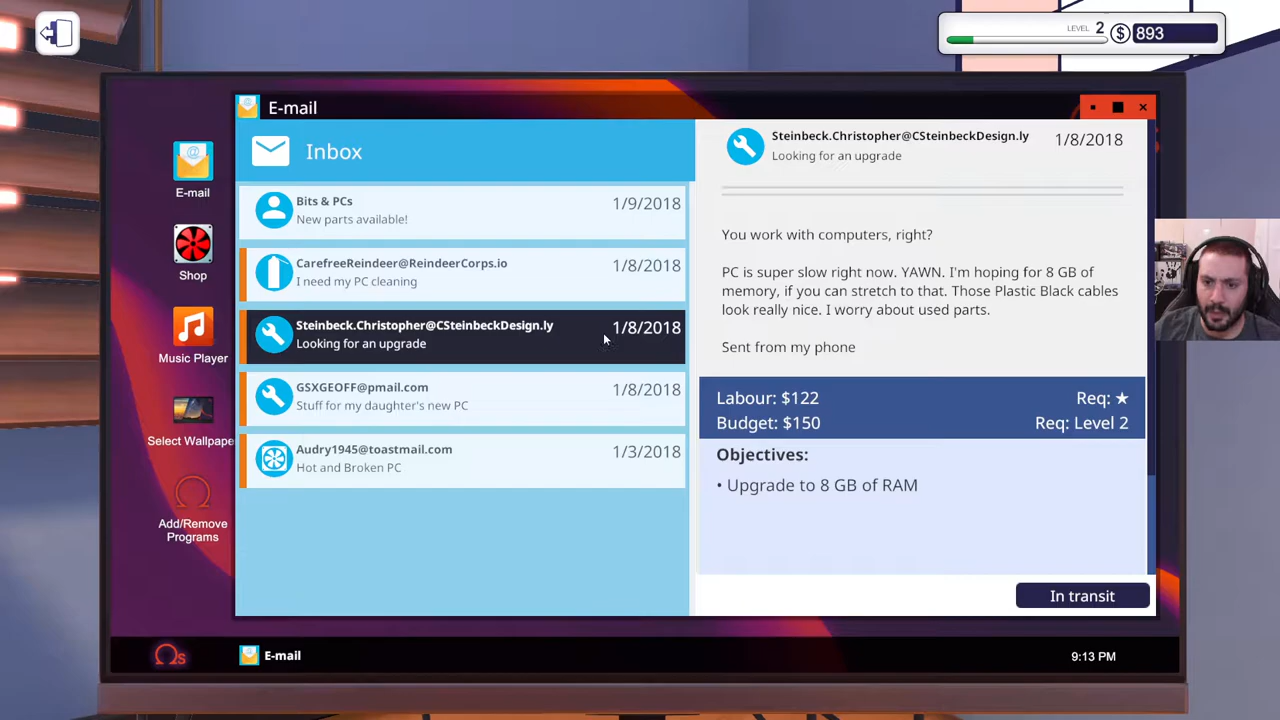 LEVEL 2
$ 893
E-mail
Inbox
E-mail
Shop
Music Player
Select Wallpape
Add/Remove
Programs
Bits & PCs
New parts available!
1/9/2018
CarefreeReindeer@ReindeerCorps.io
I need my PC cleaning
1/8/2018
Steinbeck.Christopher@CSteinbeckDesign.ly
Looking for an upgrade
1/8/2018
GSXGEOFF@pmail.com
Stuff for my daughter's new PC
1/8/2018
Audry1945@toastmail.com
Hot and Broken PC
1/3/2018
Steinbeck.Christopher@CSteinbeckDesign.ly
Looking for an upgrade
1/8/2018
You work with computers, right?
PC is super slow right now. YAWN. I'm hoping for 8 GB of
memory, if you can stretch to that. Those Plastic Black cables
look really nice. I worry about used parts.
Sent from my phone
Labour: $122
Req: ★
Budget: $150
Req: Level 2
Objectives:
• Upgrade to 8 GB of RAM
In transit
Ωs
E-mail
9:13 PM